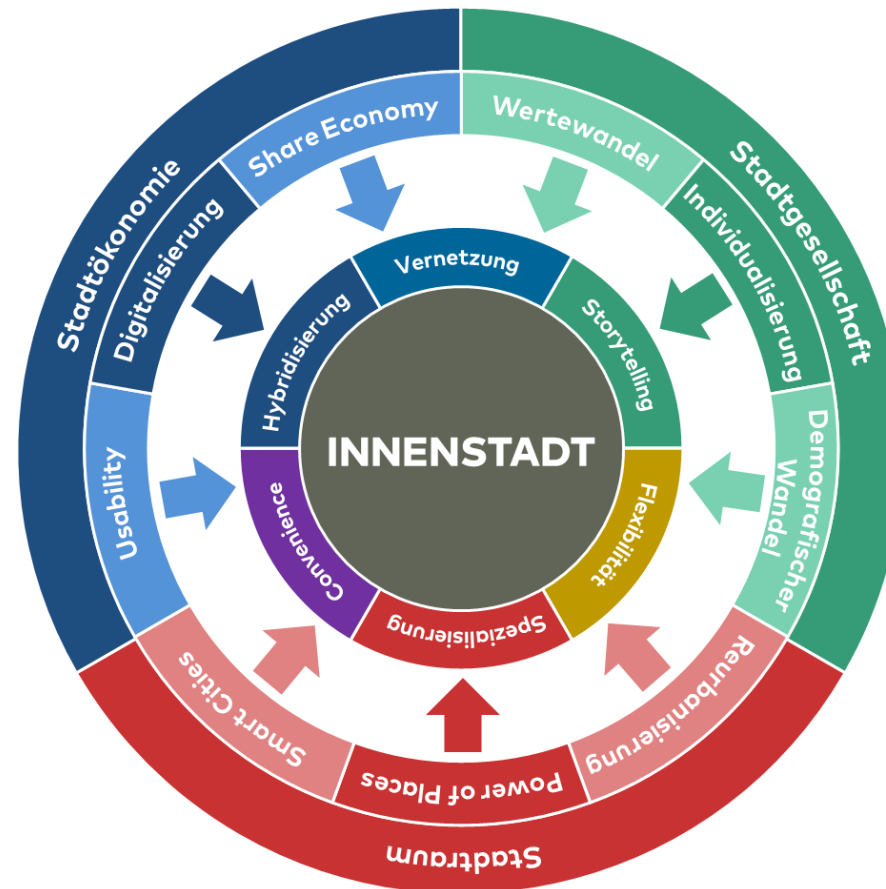 Stadtökonomie
Stadtgesellschaft
Stadtraum
Share Economy
Wertewandel
Individualisierung
Demografischer
Wandel
Reurbanisierung
Power of Places
Smart Cities
Usability
Digitalisierung
Vernetzung
Storytelling
Flexibilität
Spezialisierung
Convenience
Hybridisierung
INNENSTADT